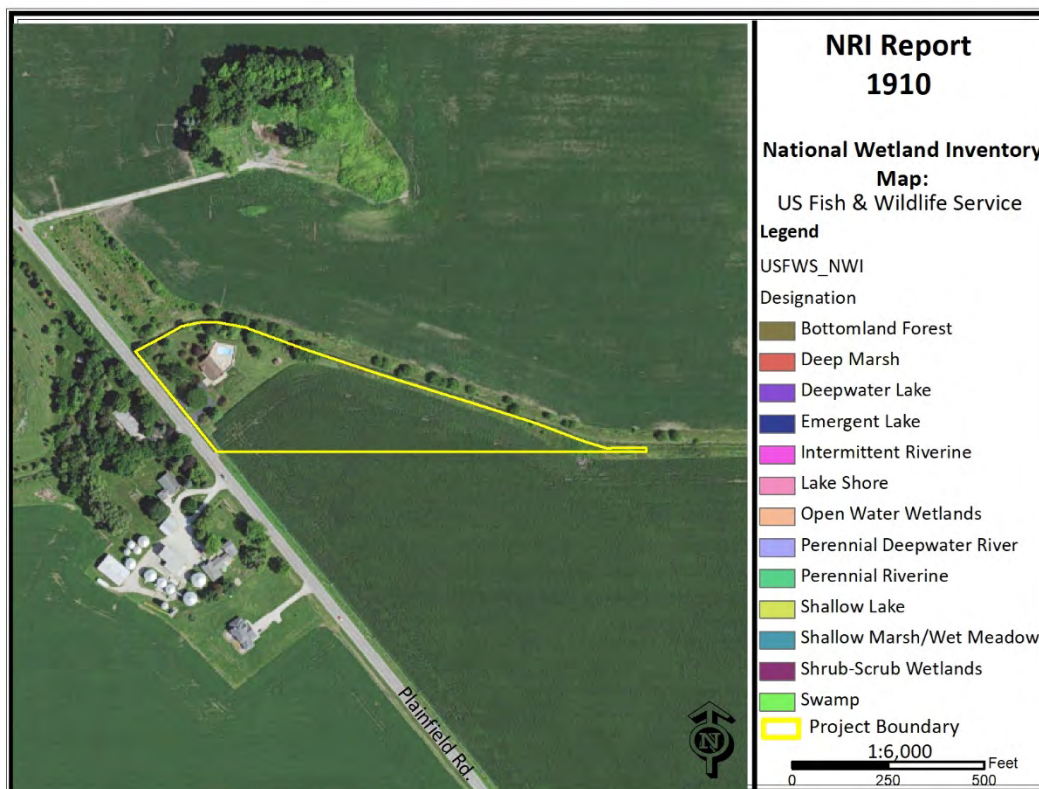 NRI Report
1910
National Wetland Inventory
Map:
US Fish & Wildlife Service
Legend
USFWS_NWI
Designation
Bottomland Forest
Deep Marsh
Deepwater Lake
Emergent Lake
Intermittent Riverine
Lake Shore
Open Water Wetlands
Perennial Deepwater River
Perennial Riverine
Shallow Lake
Shallow Marsh/Wet Meadow
Shrub-Scrub Wetlands
Swamp
Project Boundary
1:6,000
Feet
0 250 500
Plainfield Rd.
N